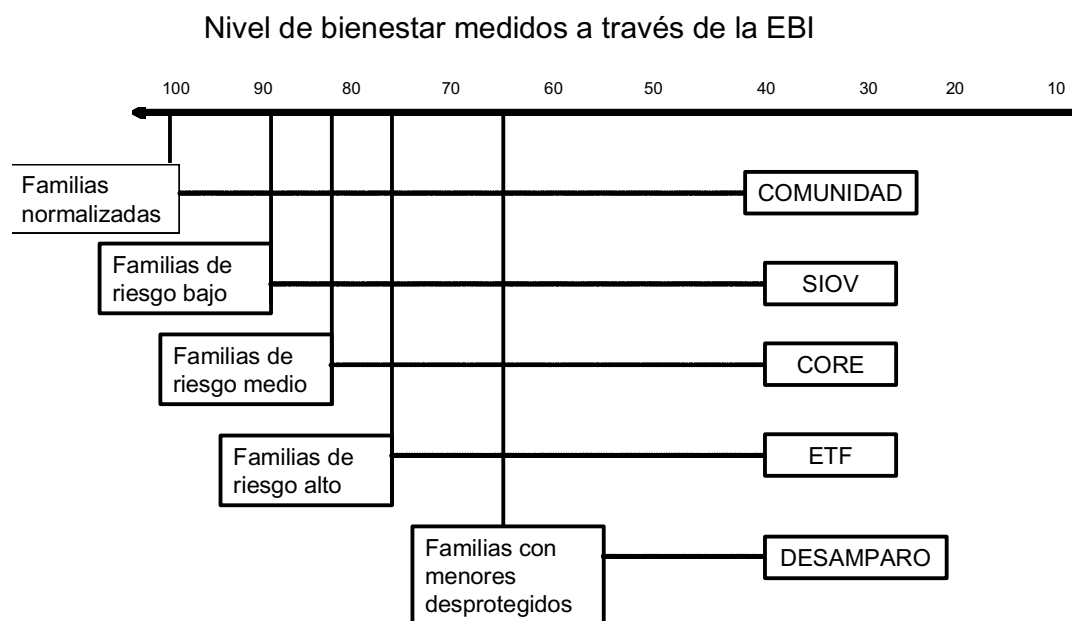 Nivel de bienestar medidos a través de la EBI
100 90 80 70 60 50 40 30 20 10
Familias
normalizadas
COMUNIDAD
Familias de
riesgo bajo
SIOV
Familias de
riesgo medio
CORE
Familias de
riesgo alto
ETF
Familias con
menores
desprotegidos
DESAMPARO